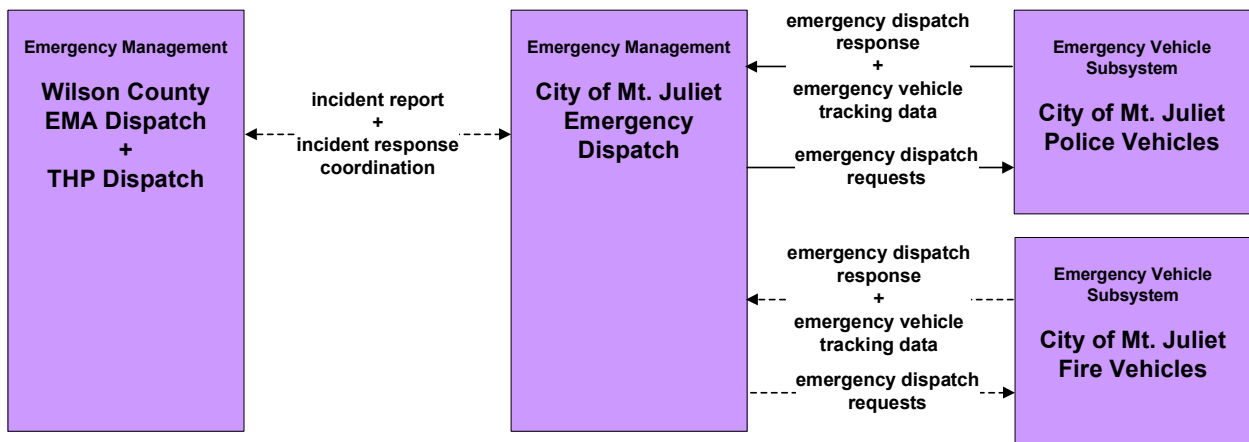 Emergency Management
Wilson County
EMA Dispatch
+
THP Dispatch
incident report
+
incident response
coordination
Emergency Management
City of Mt. Juliet
Emergency
Dispatch
emergency dispatch
response
+
emergency vehicle
tracking data
emergency dispatch
requests
Emergency Vehicle
Subsystem
City of Mt. Juliet
Police Vehicles
emergency dispatch
response
+
emergency vehicle
tracking data
emergency dispatch
requests
Emergency Vehicle
Subsystem
City of Mt. Juliet
Fire Vehicles